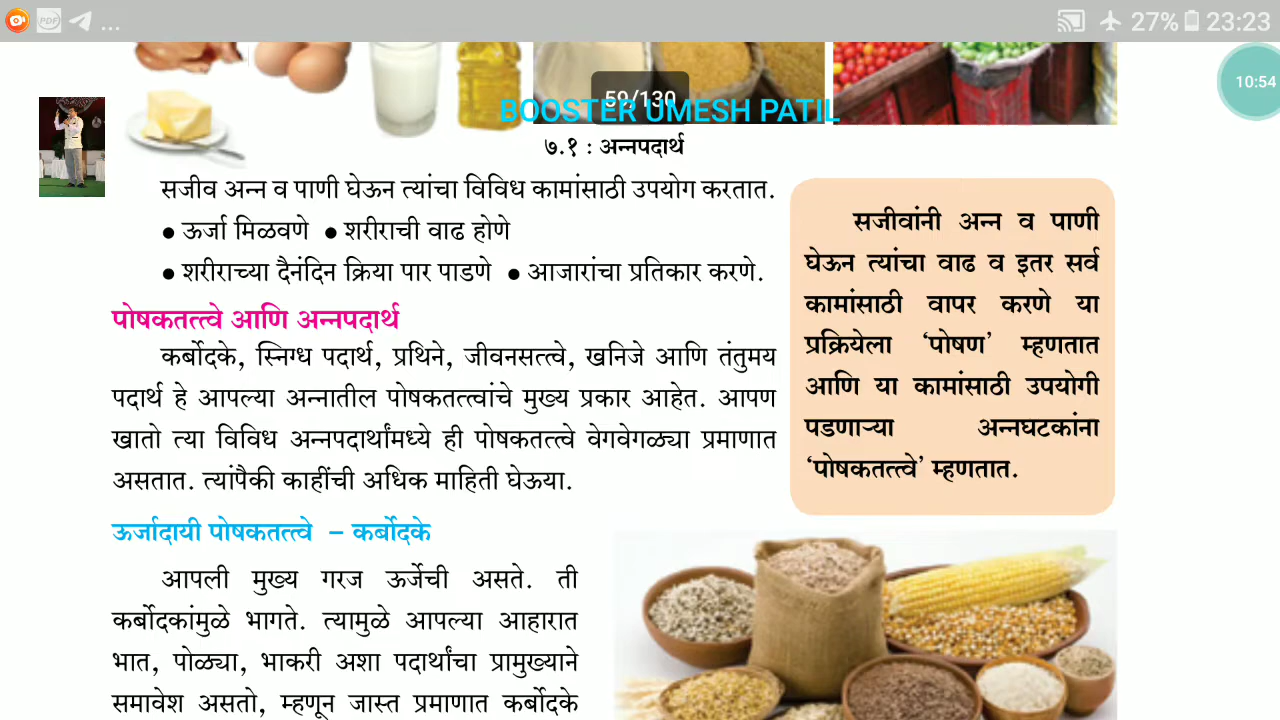 PDF
...
27%
23:23
10:54
59/130
BOOSTER UMESH PATIL
७.१ : अन्नपदार्थ
सजीव अन्न व पाणी घेऊन त्यांचा विविध कामांसाठी उपयोग करतात.
● ऊर्जा मिळवणे ● शरीराची वाढ होणे
● शरीराच्या दैनंदिन क्रिया पार पाडणे ● आजारांचा प्रतिकार करणे.
पोषकतत्त्वे आणि अन्नपदार्थ
कर्बोदके, स्निग्ध पदार्थ, प्रथिने, जीवनसत्त्वे, खनिजे आणि तंतुमय
पदार्थ हे आपल्या अन्नातील पोषकतत्त्वांचे मुख्य प्रकार आहेत. आपण
खातो त्या विविध अन्नपदार्थांमध्ये ही पोषकतत्त्वे वेगवेगळ्या प्रमाणात
असतात. त्यांपैकी काहींची अधिक माहिती घेऊया.
सजीवांनी अन्न व पाणी
घेऊन त्यांचा वाढ व इतर सर्व
कामांसाठी वापर करणे या
प्रक्रियेला ‘पोषण’ म्हणतात
आणि या कामांसाठी उपयोगी
पडणाऱ्या अन्नघटकांना
‘पोषकतत्त्वे’ म्हणतात.
ऊर्जादायी पोषकतत्त्वे – कर्बोदके
आपली मुख्य गरज ऊर्जेची असते. ती
कर्बोदकांमुळे भागते. त्यामुळे आपल्या आहारात
भात, पोळ्या, भाकरी अशा पदार्थांचा प्रामुख्याने
समावेश असतो, म्हणून जास्त प्रमाणात कर्बोदके